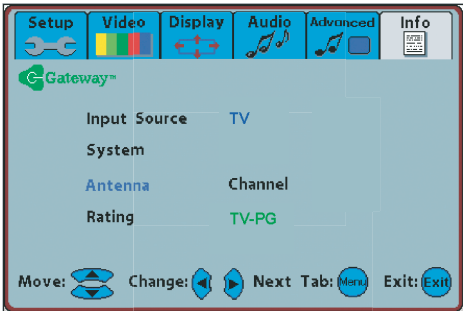 Setup Video Display Audio Advanced Info
Gateway™
Input Source TV
System
Antenna Channel
Rating TV-PG
Move: Change: Next Tab: Menu Exit: Exit